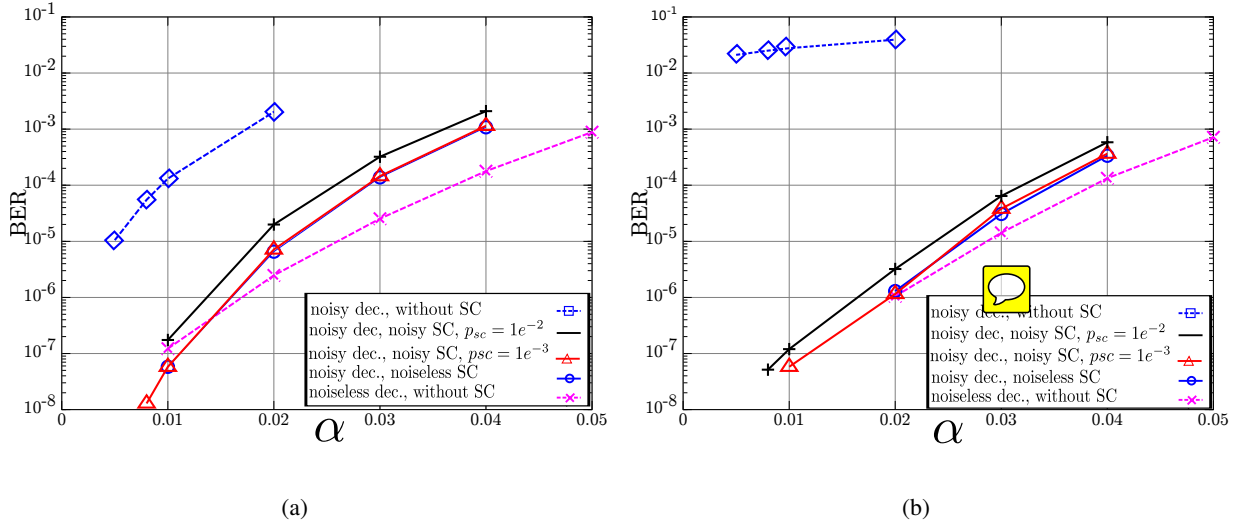 10^-1
10^-2
10^-3
10^-4
10^-5
10^-6
10^-7
10^-8
BER
0 0.01 0.02 0.03 0.04 0.05
α
noisy dec., without SC
noisy dec, noisy SC, p_sc = 1e^-2
noisy dec., noisy SC, psc = 1e^-3
noisy dec., noiseless SC
noiseless dec., without SC
(a)
10^-1
10^-2
10^-3
10^-4
10^-5
10^-6
10^-7
10^-8
BER
0 0.01 0.02 0.03 0.04 0.05
α
noisy dec., without SC
noisy dec, noisy SC, p_sc = 1e^-2
noisy dec., noisy SC, psc = 1e^-3
noisy dec., noiseless SC
noiseless dec., without SC
(b)